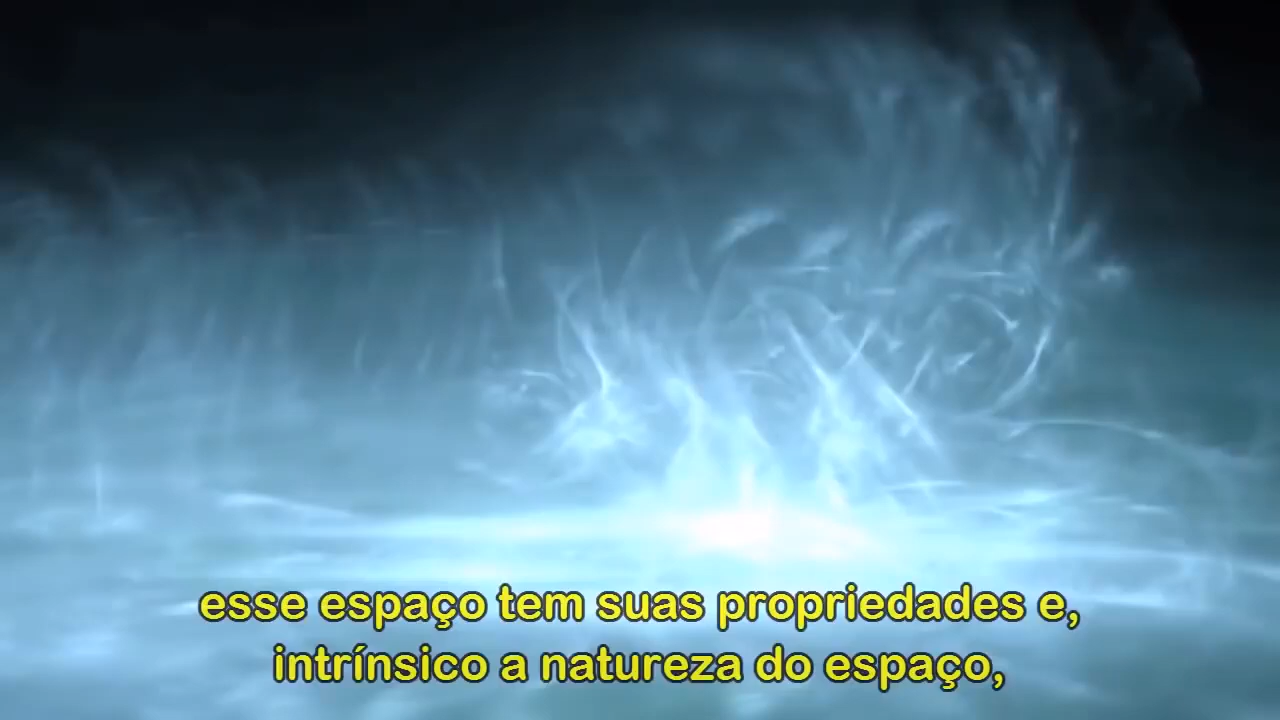 esse espaço tem suas propriedades e,
intrínsico a natureza do espaço,